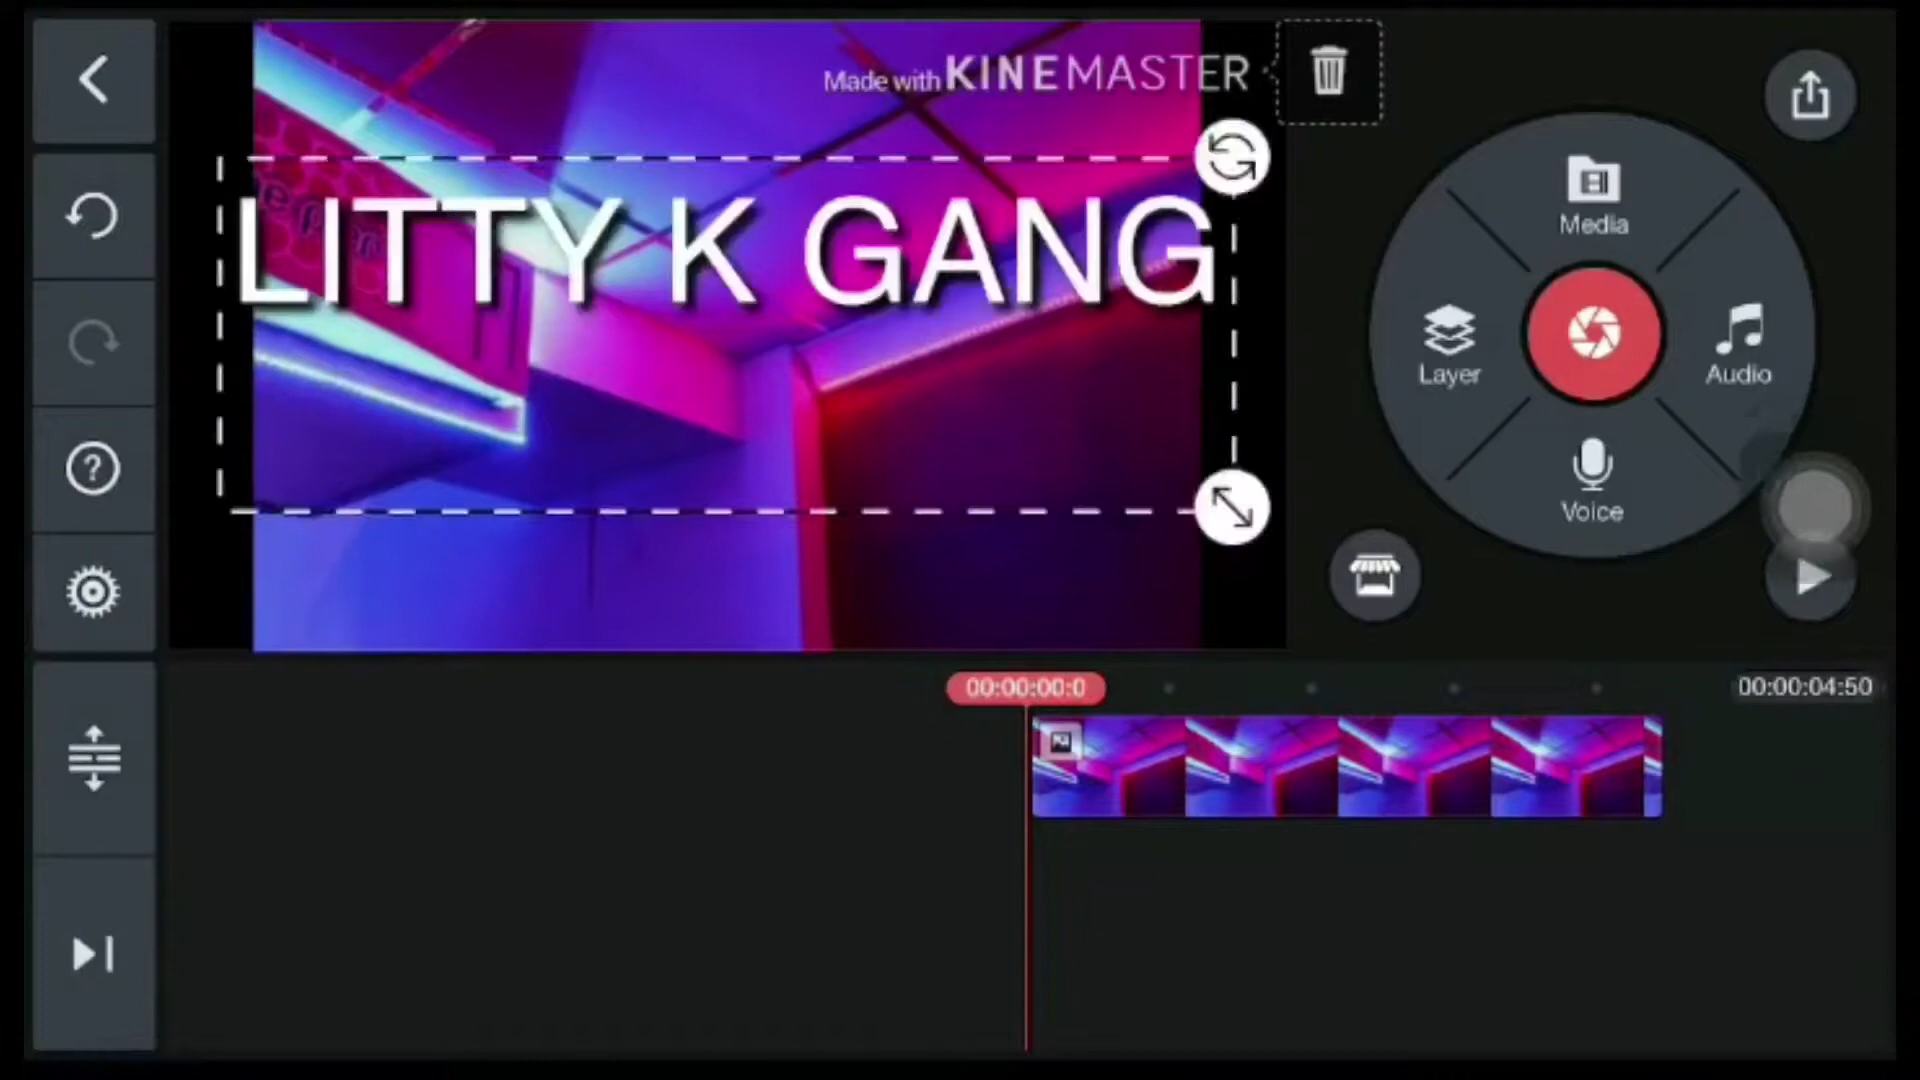 Made with KINEMASTER
LITTY K GANG
Media
Layer
Audio
Voice
00:00:00:0
00:00:04:50